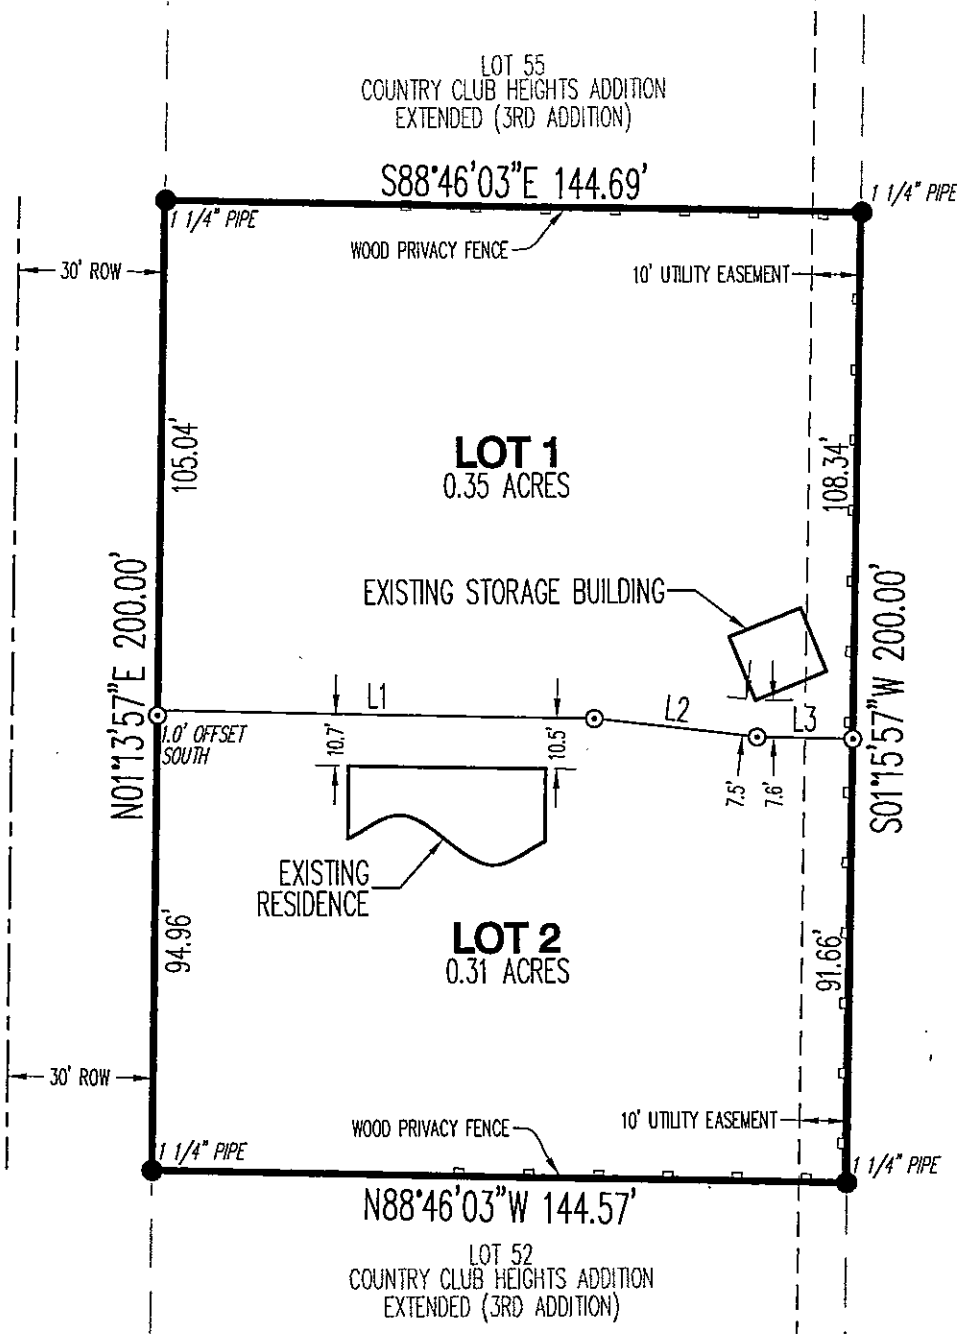 LOT 55
COUNTRY CLUB HEIGHTS ADDITION
EXTENDED (3RD ADDITION)
S88°46'03"E 144.69'
1 1/4" PIPE
1 1/4" PIPE
WOOD PRIVACY FENCE
30' ROW
10' UTILITY EASEMENT
105.04'
LOT 1
0.35 ACRES
108.34'
EXISTING STORAGE BUILDING
N01°13'57"E 200.00'
S01°15'57"W 200.00'
L1
L2
L3
1.0' OFFSET
SOUTH
10.7'
10.5'
7.5'
7.6'
EXISTING
RESIDENCE
94.96'
LOT 2
0.31 ACRES
91.66'
30' ROW
10' UTILITY EASEMENT
WOOD PRIVACY FENCE
1 1/4" PIPE
1 1/4" PIPE
N88°46'03"W 144.57'
LOT 52
COUNTRY CLUB HEIGHTS ADDITION
EXTENDED (3RD ADDITION)